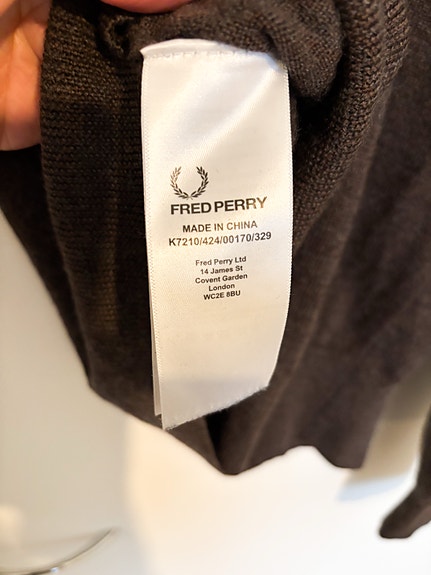 FRED PERRY
MADE IN CHINA
K7210/424/00170/329
Fred Perry Ltd
14 James St
Covent Garden
London
WC2E 8BU